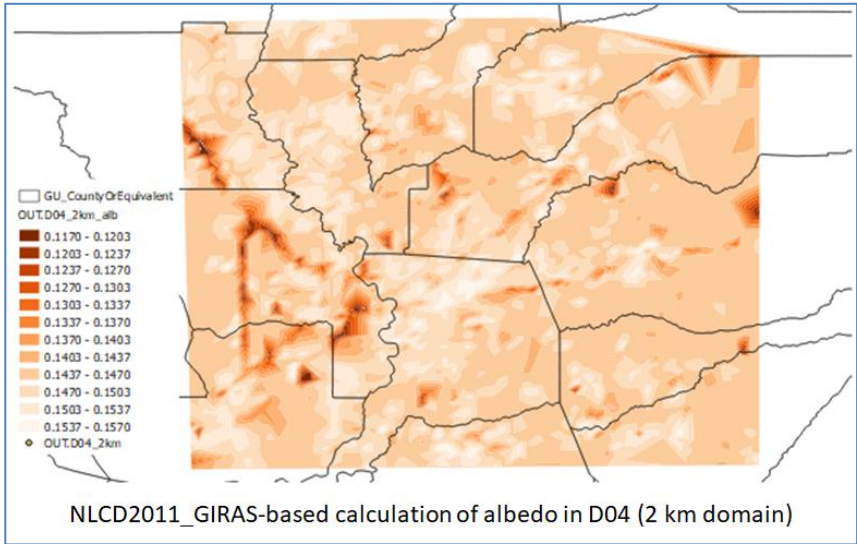 GU_CountyOrEquivalent
OUT.D04_2km_alb
0.1170 - 0.1203
0.1203 - 0.1237
0.1237 - 0.1270
0.1270 - 0.1303
0.1303 - 0.1337
0.1337 - 0.1370
0.1370 - 0.1403
0.1403 - 0.1437
0.1437 - 0.1470
0.1470 - 0.1503
0.1503 - 0.1537
0.1537 - 0.1570
OUT.D04_2km
NLCD2011_GIRAS-based calculation of albedo in D04 (2 km domain)